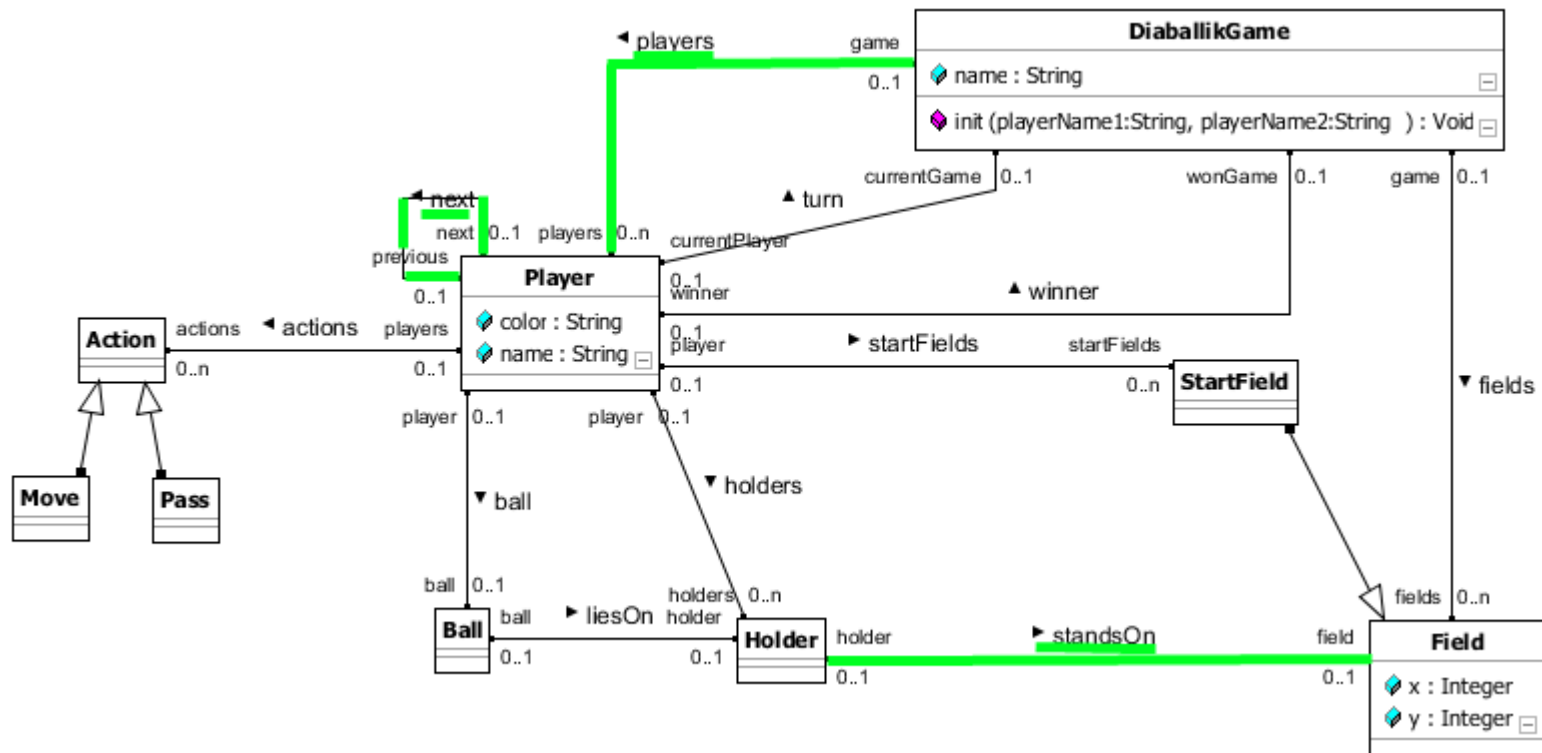 DiaballikGame
name : String
init (playerName1:String, playerName2:String ) : Void
◄ players
game
0..1
currentGame 0..1
wonGame 0..1
game 0..1
▲ turn
◄ next
next 0..1
players 0..n
currentPlayer
0..1
previous
0..1
Player
color : String
name : String
winner
0..1
▲ winner
actions
0..n
◄ actions
players
0..1
Action
player
0..1
► startFields
startFields
0..n
StartField
▼ fields
player 0..1
player 0..1
Move
Pass
▼ ball
▼ holders
ball 0..1
holders 0..n
fields 0..n
Ball
ball
0..1
► liesOn
holder
0..1
Holder
holder
0..1
► standsOn
field
0..1
Field
x : Integer
y : Integer